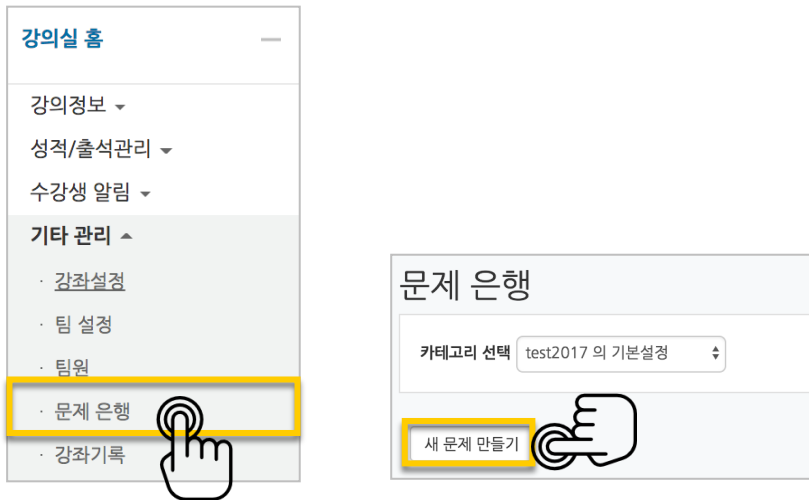 강의실 홈
강의정보
성적/출석관리
수강생 알림
기타 관리
· 강좌설정
· 팀 설정
· 팀원
· 문제 은행
· 강좌기록
문제 은행
카테고리 선택 test2017 의 기본설정
새 문제 만들기